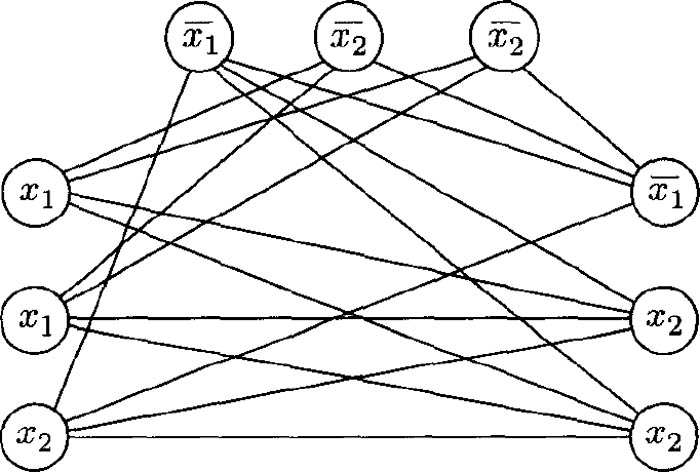 x̅₁ x̅₂ x̅₂
x₁ x̅₁
x₁ x₂
x₂ x₂